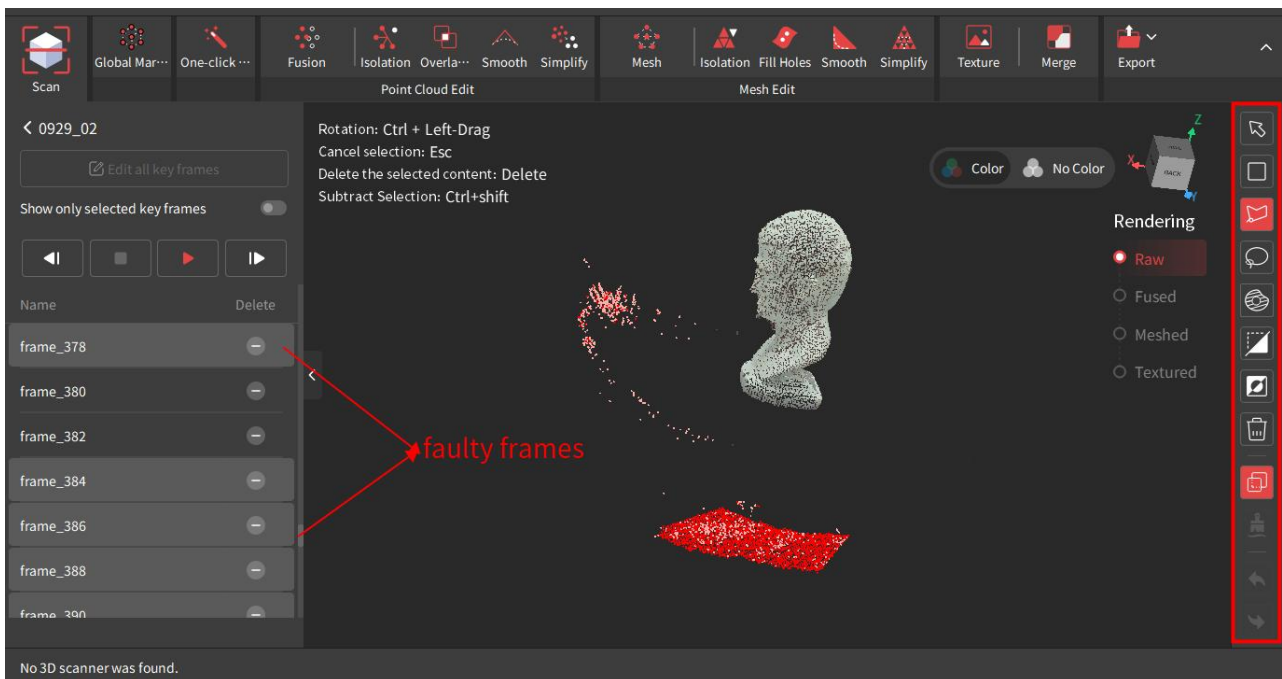 Global Mar···
One-click ···
Fusion
Isolation
Overla···
Smooth
Simplify
Mesh
Isolation
Fill Holes
Smooth
Simplify
Texture
Merge
Export
Scan
Point Cloud Edit
Mesh Edit
0929_02
Edit all key frames
Show only selected key frames
Name Delete
frame_378
frame_380
frame_382
frame_384
frame_386
frame_388
frame_390
Rotation: Ctrl + Left-Drag
Cancel selection: Esc
Delete the selected content: Delete
Subtract Selection: Ctrl+shift
faulty frames
Color
No Color
Z
X
BACK
Rendering
Raw
Fused
Meshed
Textured
No 3D scanner was found.